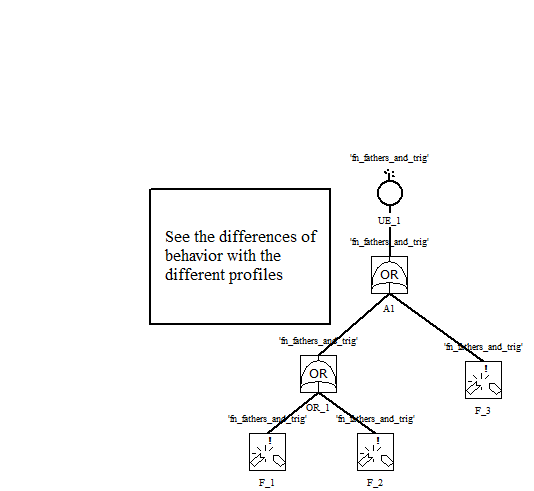 'fn_fathers_and_trig'
UE_1
'fn_fathers_and_trig'
See the differences of
behavior with the
different profiles
OR
A1
'fn_fathers_and_trig'
'fn_fathers_and_trig'
OR
OR_1
F_3
'fn_fathers_and_trig'
'fn_fathers_and_trig'
!
!
!
F_1
F_2